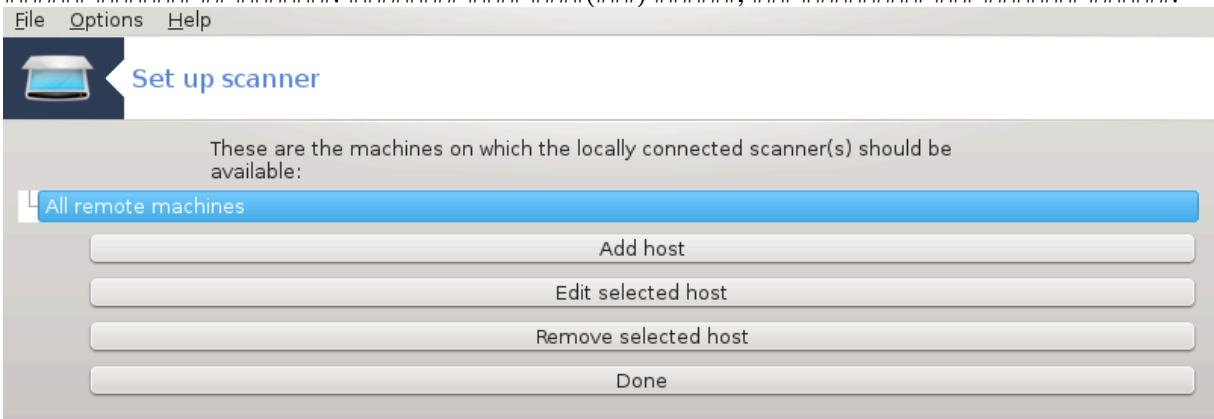 File Options Help
Set up scanner
These are the machines on which the locally connected scanner(s) should be
available:
All remote machines
Add host
Edit selected host
Remove selected host
Done